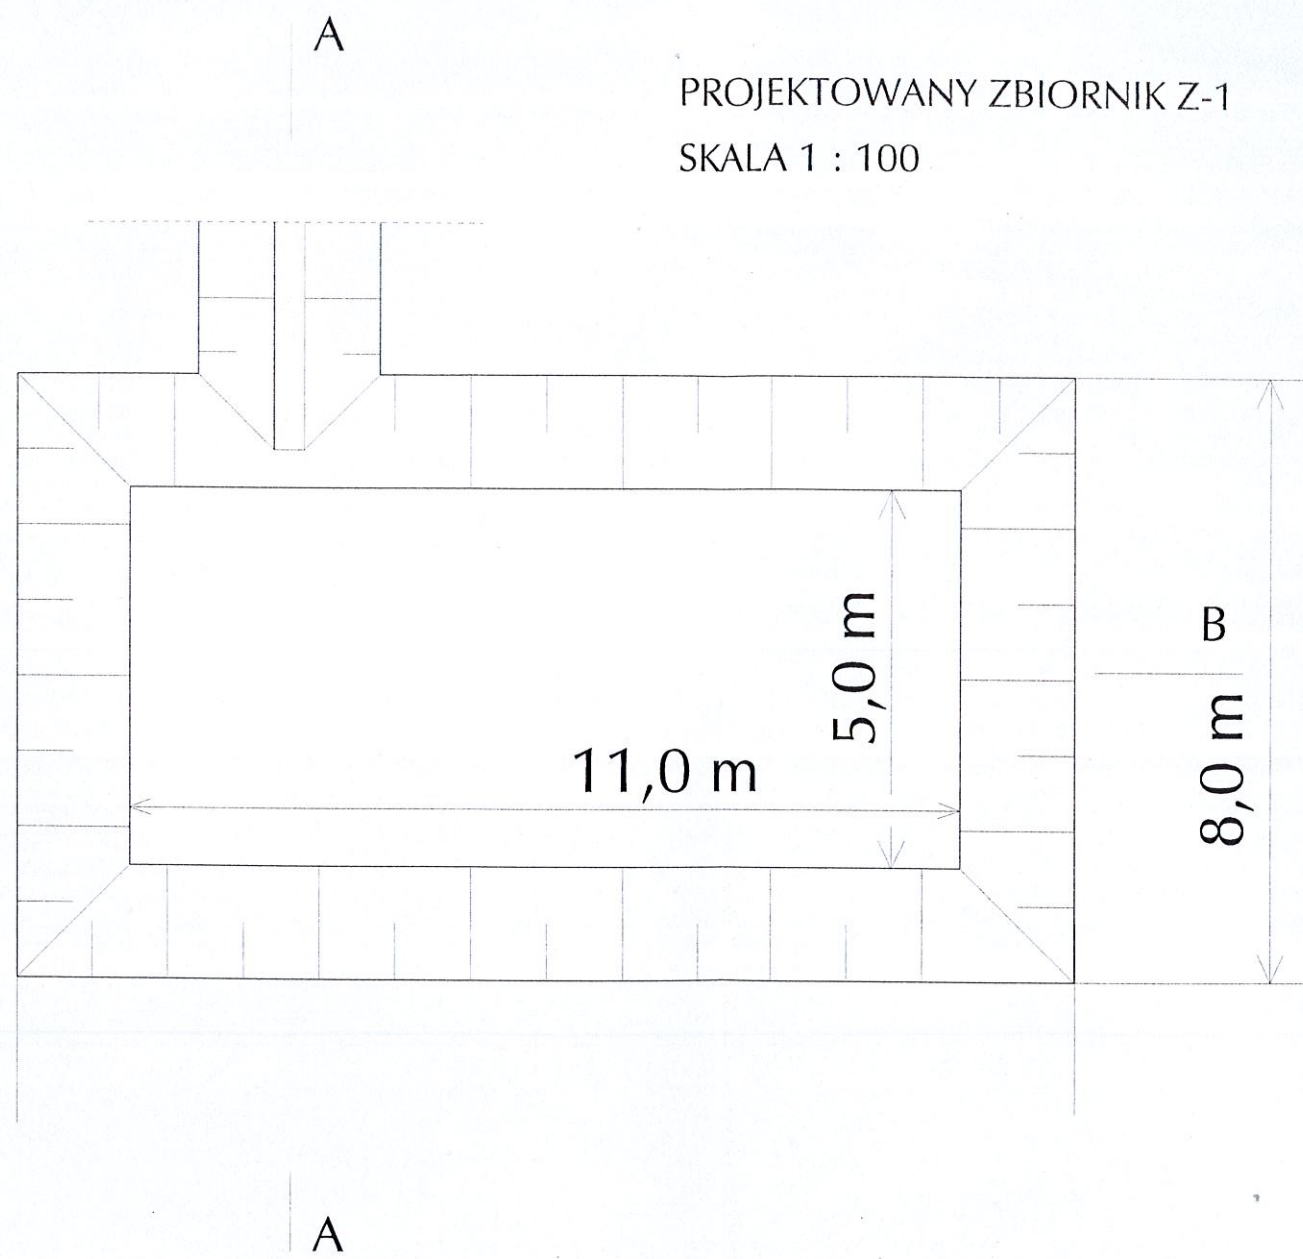 A
PROJEKTOWANY ZBIORNIK Z-1
SKALA 1 : 100
5,0 m
B
8,0 m
11,0 m
A